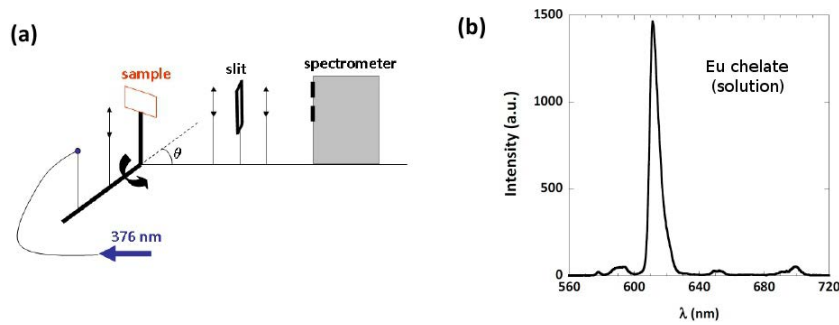 (a)
sample
slit
spectrometer
θ
376 nm
(b)
Eu chelate
(solution)
Intensity (a.u.)
1500
1000
500
0
560
600
640
680
720
λ (nm)